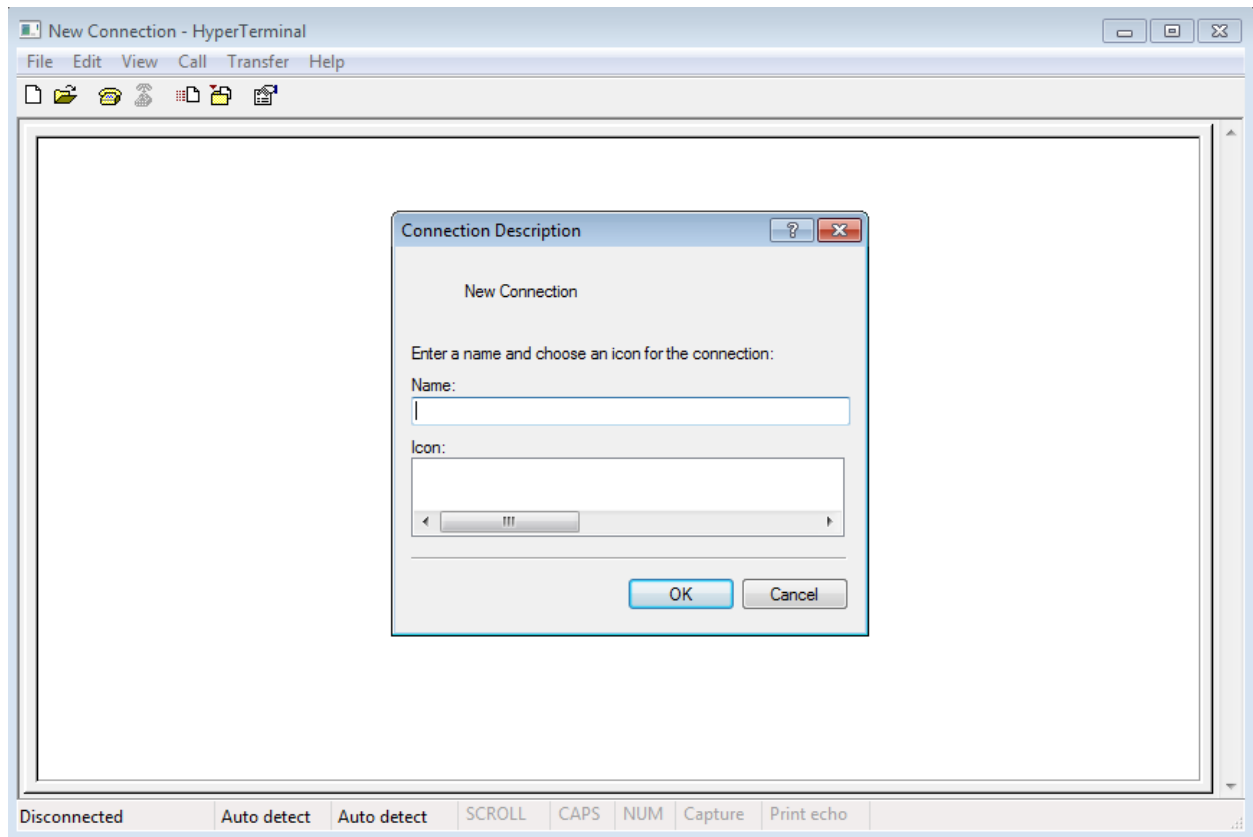 New Connection - HyperTerminal
File Edit View Call Transfer Help
Connection Description
New Connection
Enter a name and choose an icon for the connection:
Name:
Icon:
OK Cancel
Disconnected Auto detect Auto detect SCROLL CAPS NUM Capture Print echo